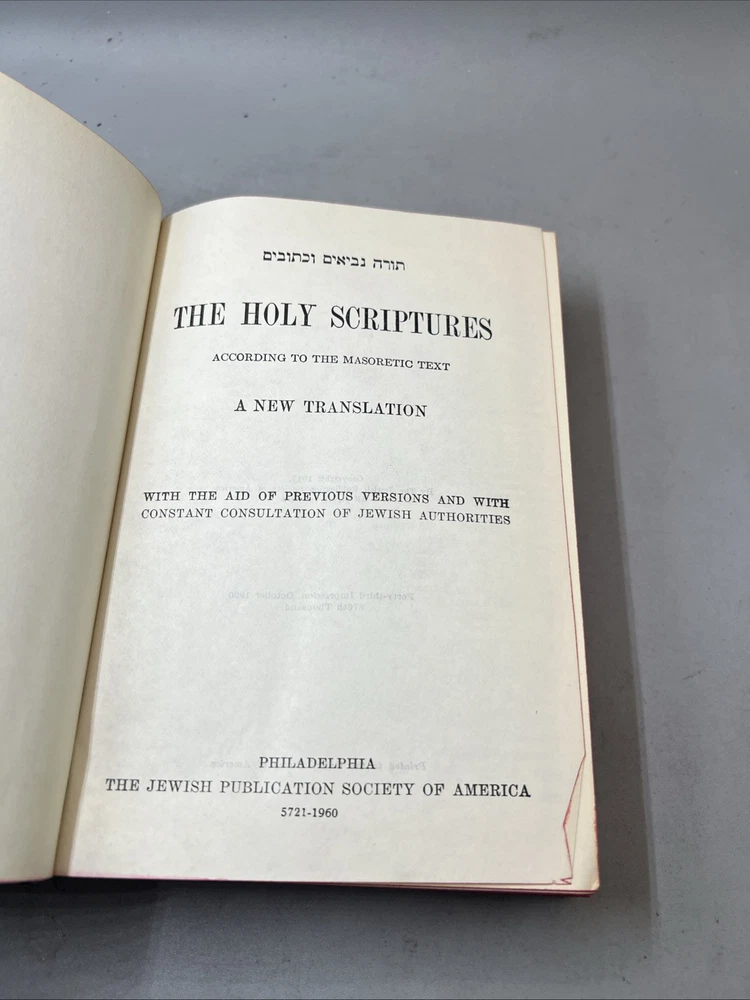 תורה נביאים וכתובים
THE HOLY SCRIPTURES
ACCORDING TO THE MASORETIC TEXT
A NEW TRANSLATION
WITH THE AID OF PREVIOUS VERSIONS AND WITH
CONSTANT CONSULTATION OF JEWISH AUTHORITIES
PHILADELPHIA
THE JEWISH PUBLICATION SOCIETY OF AMERICA
5721-1960